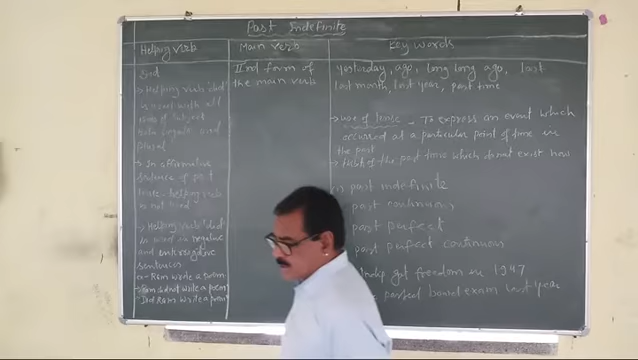 Past Indefinite
Helping verb
Main verb
Key words
IInd form of
the main verb
yesterday, ago, long long ago, last
last month, last year, past time
→ use of tense - To express an event which
occurred at a particular point of time in
the past
of the past time which do not exist now
past indefinite
past continuous
past perfect
past perfect continuous
got freedom in 1947
passed board exam last year
→ Helping verb 'did'
is used with all
kinds of subject
both singular and
plural
→ In affirmative
sentence of past
helping verb
is not used
→ Helping verb 'did'
is used in negative
and interrogative
sentences
Ram wrote a poem
Ram did not write a poem
Did Ram write a poem